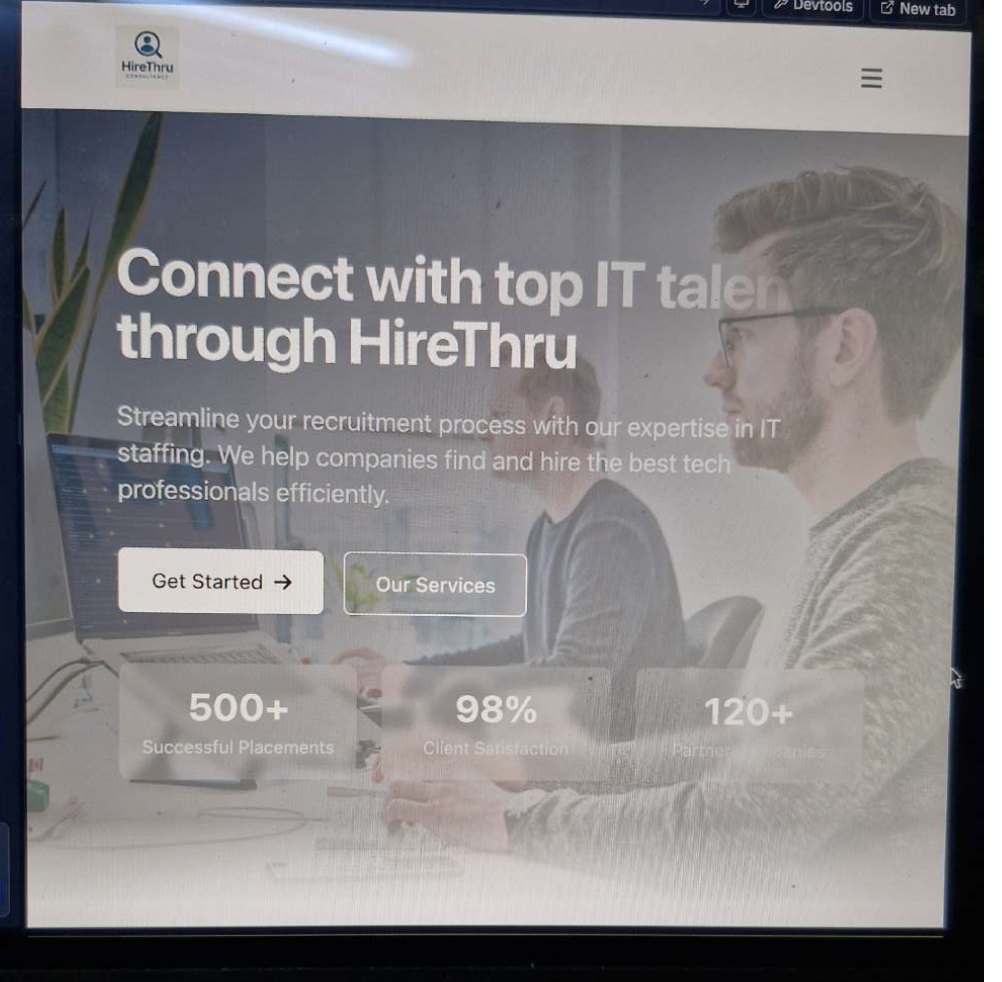 Devtools
New tab
HireThru
CONSULTANCY
Connect with top IT talen
through HireThru
Streamline your recruitment process with our expertise in IT
staffing. We help companies find and hire the best tech
professionals efficiently.
Get Started →
Our Services
500+
98%
120+
Successful Placements
Client Satisfaction
Partner